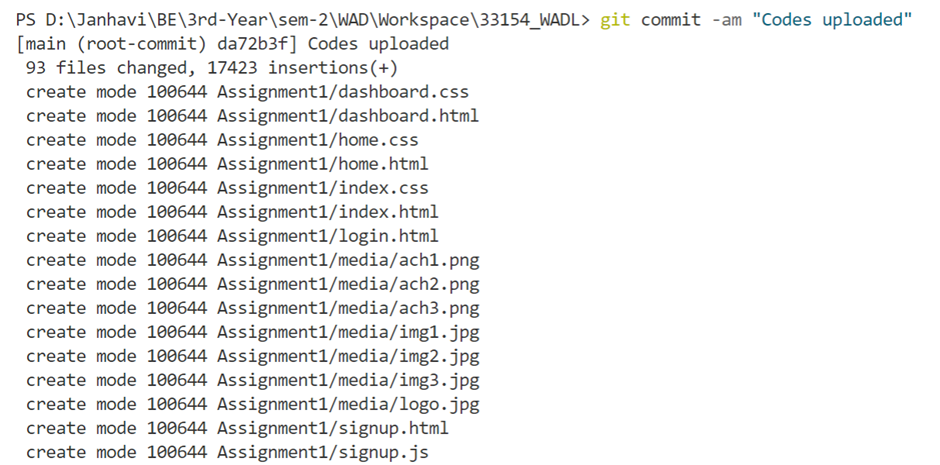 PS D:\Janhavi\BE\3rd-Year\sem-2\WAD\Workspace\33154_WADL> git commit -am "Codes uploaded"
[main (root-commit) da72b3f] Codes uploaded
 93 files changed, 17423 insertions(+)
 create mode 100644 Assignment1/dashboard.css
 create mode 100644 Assignment1/dashboard.html
 create mode 100644 Assignment1/home.css
 create mode 100644 Assignment1/home.html
 create mode 100644 Assignment1/index.css
 create mode 100644 Assignment1/index.html
 create mode 100644 Assignment1/login.html
 create mode 100644 Assignment1/media/ach1.png
 create mode 100644 Assignment1/media/ach2.png
 create mode 100644 Assignment1/media/ach3.png
 create mode 100644 Assignment1/media/img1.jpg
 create mode 100644 Assignment1/media/img2.jpg
 create mode 100644 Assignment1/media/img3.jpg
 create mode 100644 Assignment1/media/logo.jpg
 create mode 100644 Assignment1/signup.html
 create mode 100644 Assignment1/signup.js